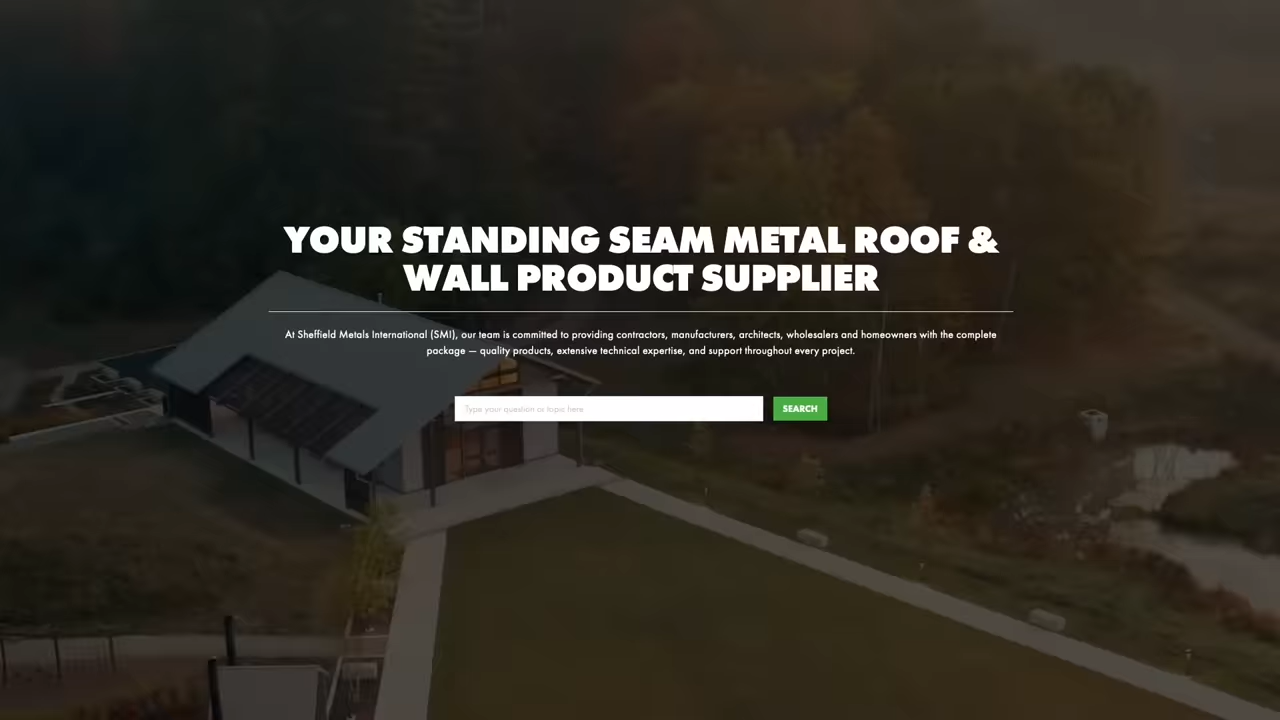 YOUR STANDING SEAM METAL ROOF &
WALL PRODUCT SUPPLIER
At Sheffield Metals International (SMI), our team is committed to providing contractors, manufacturers, architects, wholesalers and homeowners with the complete
package — quality products, extensive technical expertise, and support throughout every project.
Type your question or topic here
SEARCH